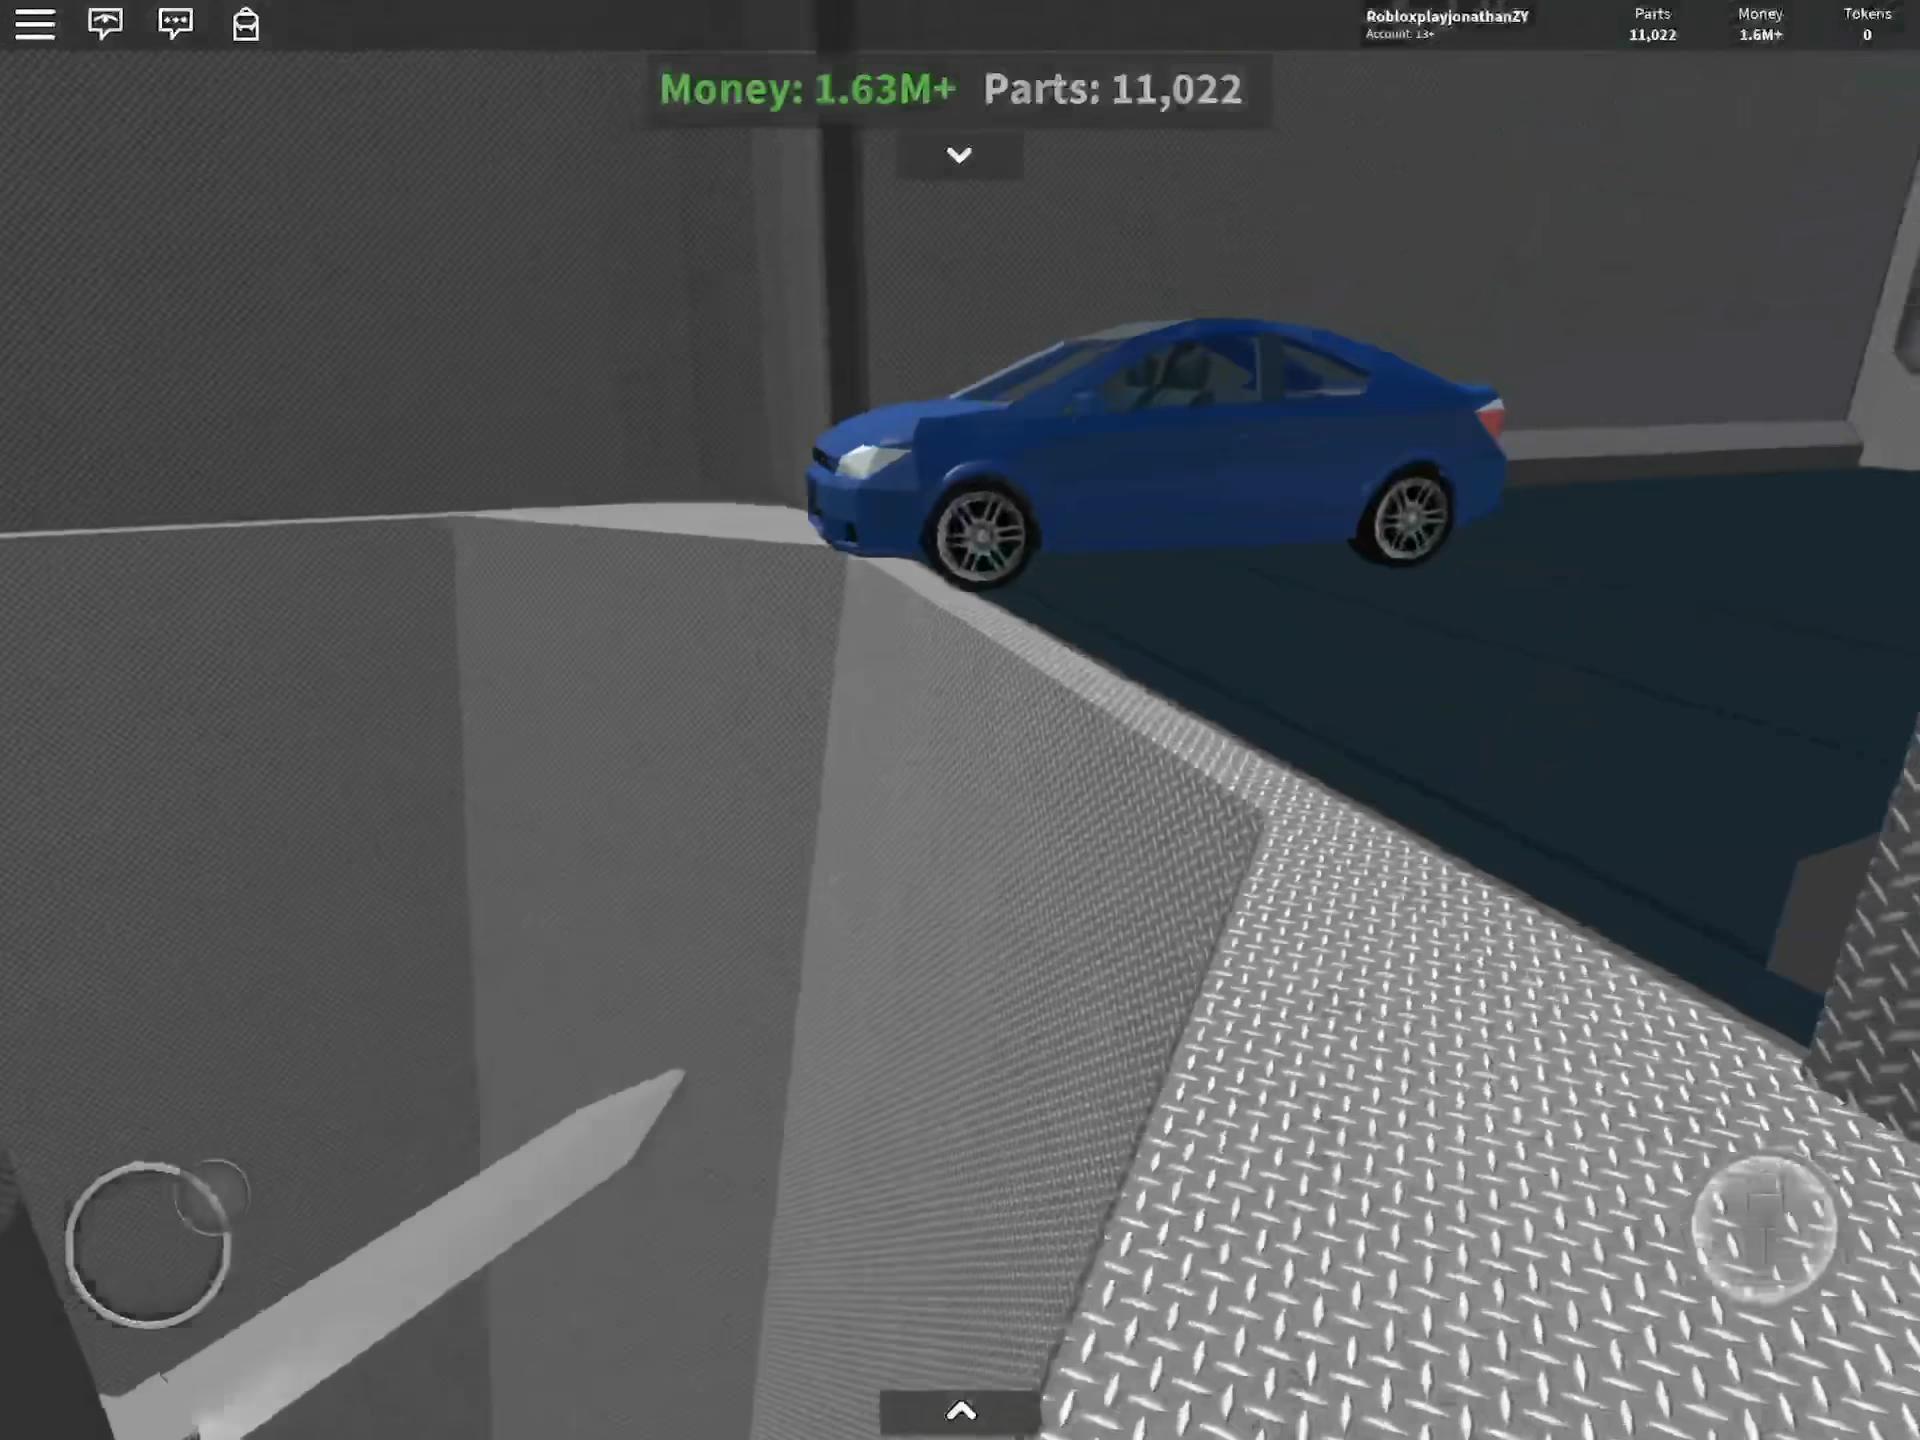 RobloxplayjonathanZY
Account: 13+
Parts
11,022
Money
1.6M+
Tokens
0
Money: 1.63M+ Parts: 11,022